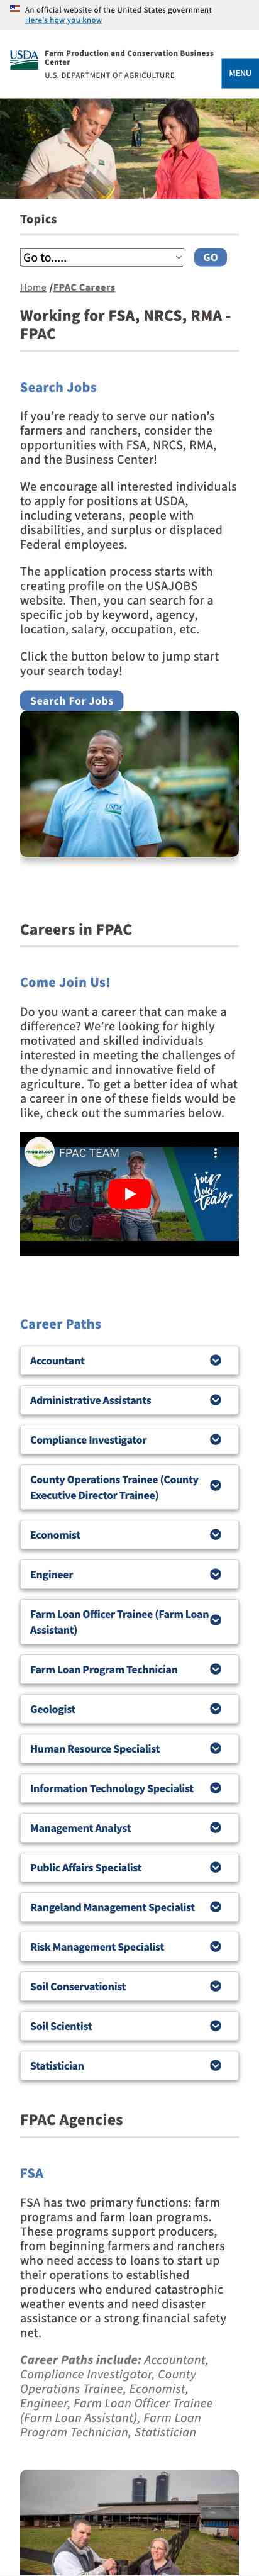 An official website of the United States government
Here's how you know
USDA
Farm Production and Conservation Business
Center
U.S. DEPARTMENT OF AGRICULTURE
MENU
Topics
Go to.....
GO
Home /FPAC Careers
Working for FSA, NRCS, RMA -
FPAC
Search Jobs
If you're ready to serve our nation's
farmers and ranchers, consider the
opportunities with FSA, NRCS, RMA,
and the Business Center!
We encourage all interested individuals
to apply for positions at USDA,
including veterans, people with
disabilities, and surplus or displaced
Federal employees.
The application process starts with
creating profile on the USAJOBS
website. Then, you can search for a
specific job by keyword, agency,
location, salary, occupation, etc.
Click the button below to jump start
your search today!
Search For Jobs
USDA
Careers in FPAC
Come Join Us!
Do you want a career that can make a
difference? We're looking for highly
motivated and skilled individuals
interested in meeting the challenges of
the dynamic and innovative field of
agriculture. To get a better idea of what
a career in one of these fields would be
like, check out the summaries below.
FPAC TEAM
join
our
team
Career Paths
Accountant
Administrative Assistants
Compliance Investigator
County Operations Trainee (County
Executive Director Trainee)
Economist
Engineer
Farm Loan Officer Trainee (Farm Loan
Assistant)
Farm Loan Program Technician
Geologist
Human Resource Specialist
Information Technology Specialist
Management Analyst
Public Affairs Specialist
Rangeland Management Specialist
Risk Management Specialist
Soil Conservationist
Soil Scientist
Statistician
FPAC Agencies
FSA
FSA has two primary functions: farm
programs and farm loan programs.
These programs support producers,
from beginning farmers and ranchers
who need access to loans to start up
their operations to established
producers who endured catastrophic
weather events and need disaster
assistance or a strong financial safety
net.
Career Paths include: Accountant,
Compliance Investigator, County
Operations Trainee, Economist,
Engineer, Farm Loan Officer Trainee
(Farm Loan Assistant), Farm Loan
Program Technician, Statistician